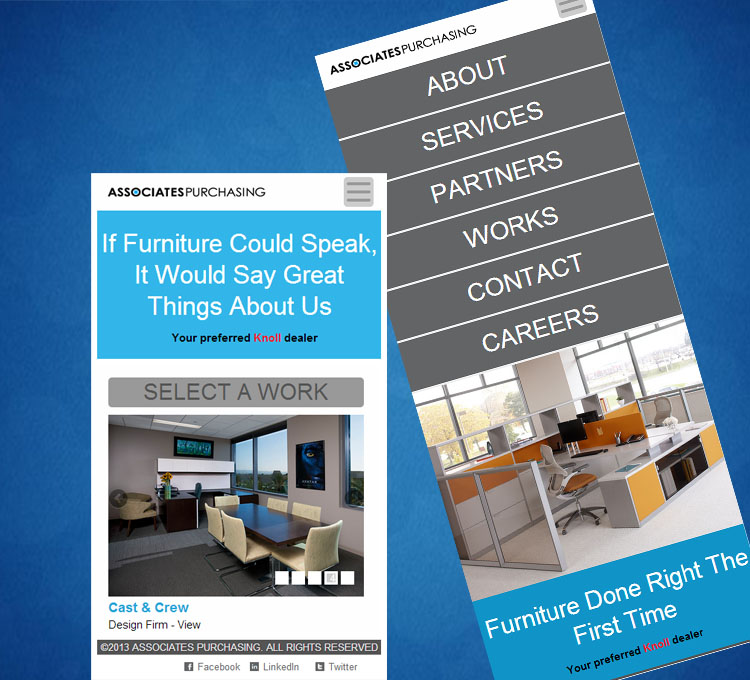 ASSOCIATES PURCHASING
If Furniture Could Speak,
It Would Say Great
Things About Us
Your preferred Knoll dealer
SELECT A WORK
AVATAR
4
Cast & Crew
Design Firm - View
©2013 ASSOCIATES PURCHASING. ALL RIGHTS RESERVED
Facebook LinkedIn Twitter
ASSOCIATES PURCHASING
ABOUT
SERVICES
PARTNERS
WORKS
CONTACT
CAREERS
Furniture Done Right The
First Time
Your preferred Knoll dealer